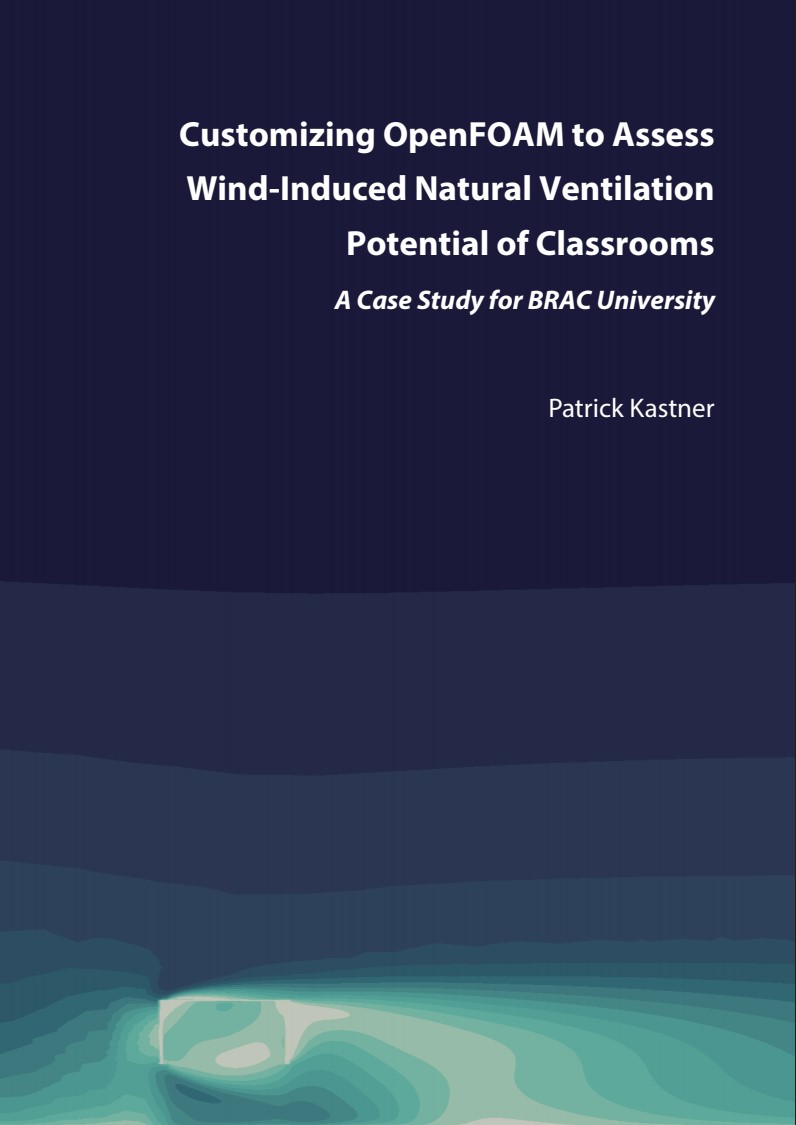 Customizing OpenFOAM to Assess
Wind-Induced Natural Ventilation
Potential of Classrooms
A Case Study for BRAC University
Patrick Kastner